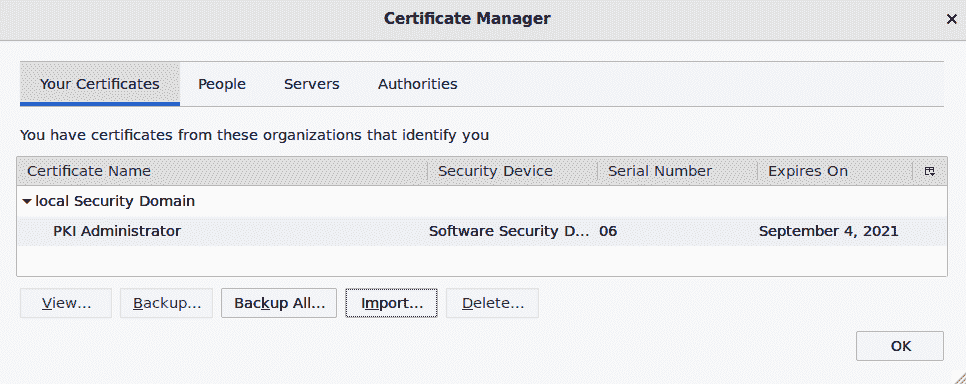 Certificate Manager
Your Certificates People Servers Authorities
You have certificates from these organizations that identify you
Certificate Name Security Device Serial Number Expires On
local Security Domain
PKI Administrator Software Security D... 06 September 4, 2021
View... Backup... Backup All... Import... Delete...
OK